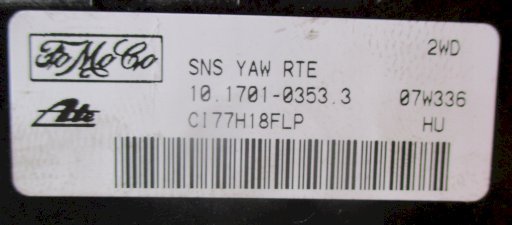 FoMoCo
2WD
SNS YAW RTE
10.1701-0353.3 07W336
Ate
CI77H18FLP HU